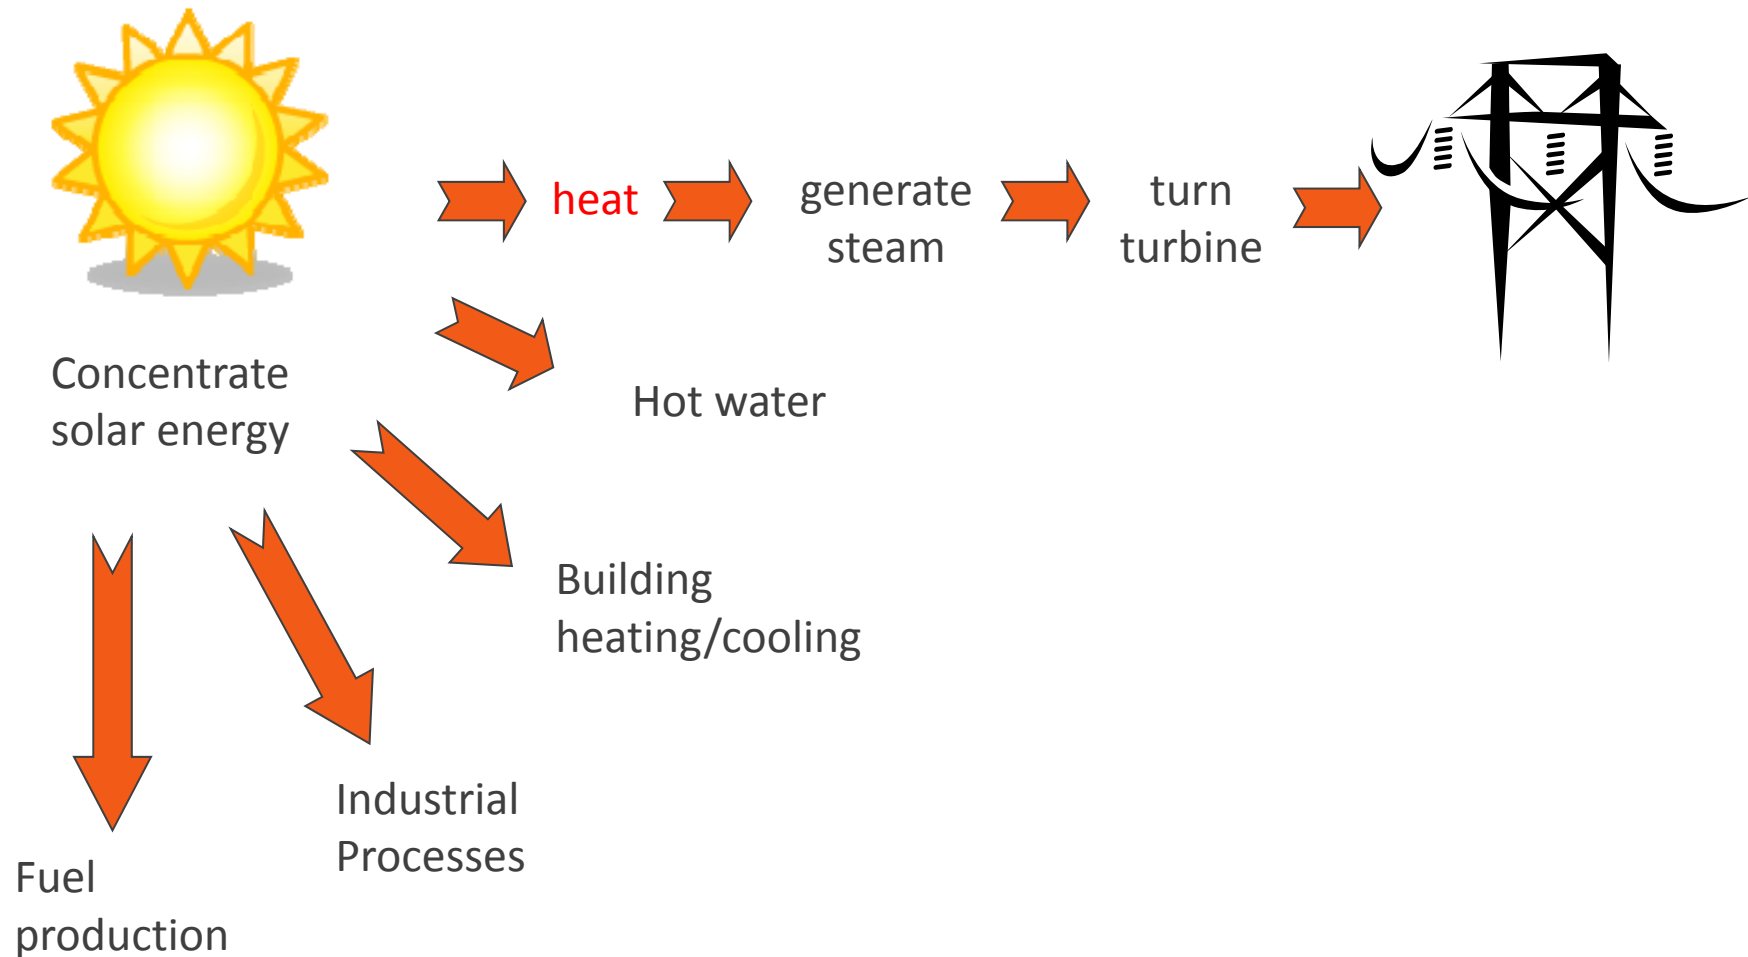 heat
generate
steam
turn
turbine
Concentrate
solar energy
Hot water
Building
heating/cooling
Industrial
Processes
Fuel
production